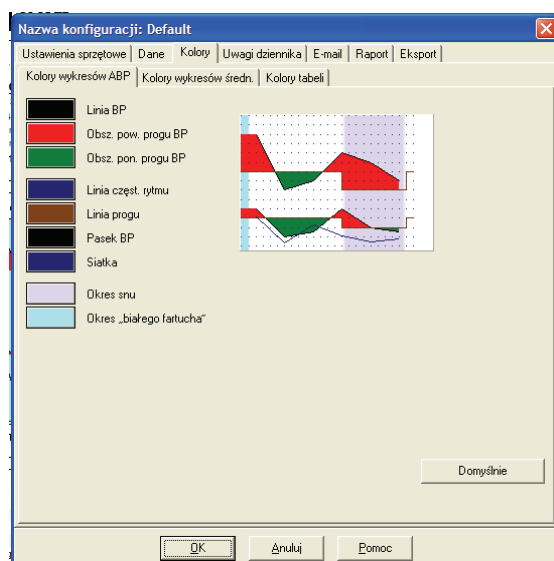 Nazwa konfiguracji: Default
Ustawienia sprzętowe Dane Kolory Uwagi dziennika E-mail Raport Eksport
Kolory wykresów ABP Kolory wykresów średn. Kolory tabeli
Linia BP
Obsz. pow. progu BP
Obsz. pon. progu BP
Linia częst. rytmu
Linia progu
Pasek BP
Siatka
Okres snu
Okres „białego fartucha“
Domyślnie
OK Anuluj Pomoc